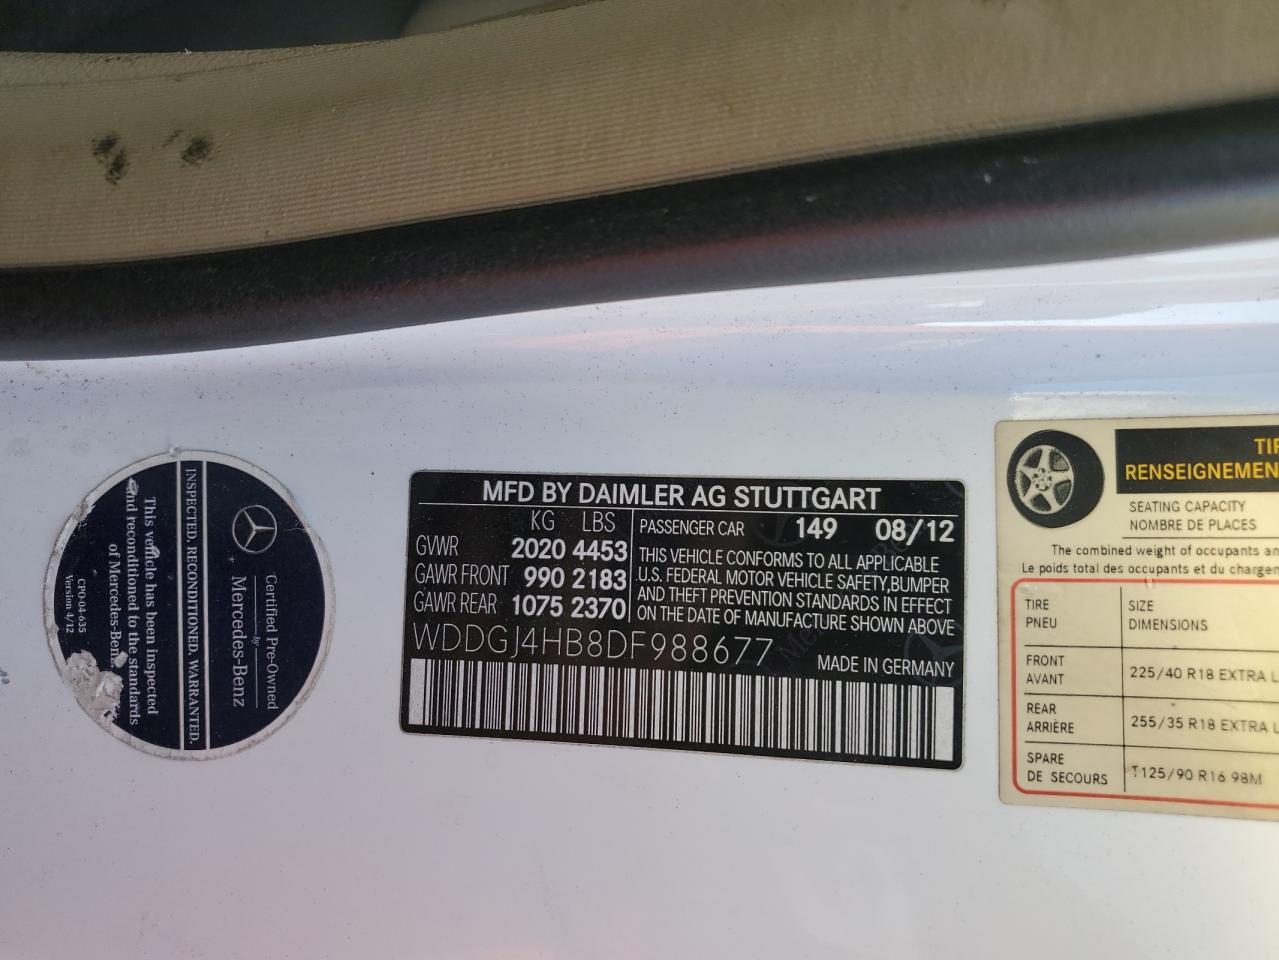 Certified Pre-Owned
by
Mercedes-Benz
INSPECTED. RECONDITIONED. WARRANTED.
This vehicle has been inspected
and reconditioned to the standards
of Mercedes-Benz
CPO-04-635
Version 4/12
MFD BY DAIMLER AG STUTTGART
KG LBS
GVWR 2020 4453
GAWR FRONT 990 2183
GAWR REAR 1075 2370
PASSENGER CAR 149 08/12
THIS VEHICLE CONFORMS TO ALL APPLICABLE
U.S. FEDERAL MOTOR VEHICLE SAFETY,BUMPER
AND THEFT PREVENTION STANDARDS IN EFFECT
ON THE DATE OF MANUFACTURE SHOWN ABOVE
WDDGJ4HB8DF988677
MADE IN GERMANY
RENSEIGNEMEN
SEATING CAPACITY
NOMBRE DE PLACES
The combined weight of occupants an
Le poids total des occupants et du chargem
TIRE SIZE
PNEU DIMENSIONS
FRONT
AVANT
225/40 R18 EXTRA L
REAR
ARRIÈRE
255/35 R18 EXTRA L
SPARE
DE SECOURS
T125/90 R16 98M